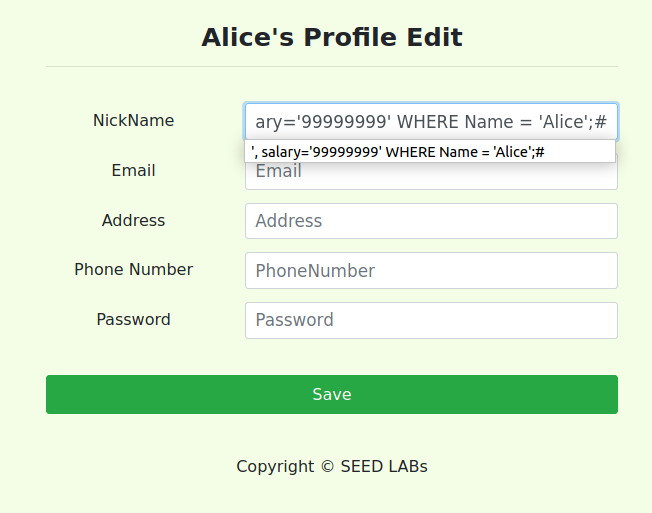 Alice's Profile Edit
NickName
ary='99999999' WHERE Name = 'Alice';#
', salary='99999999' WHERE Name = 'Alice';#
Email
Email
Address
Address
Phone Number
PhoneNumber
Password
Password
Save
Copyright © SEED LABs